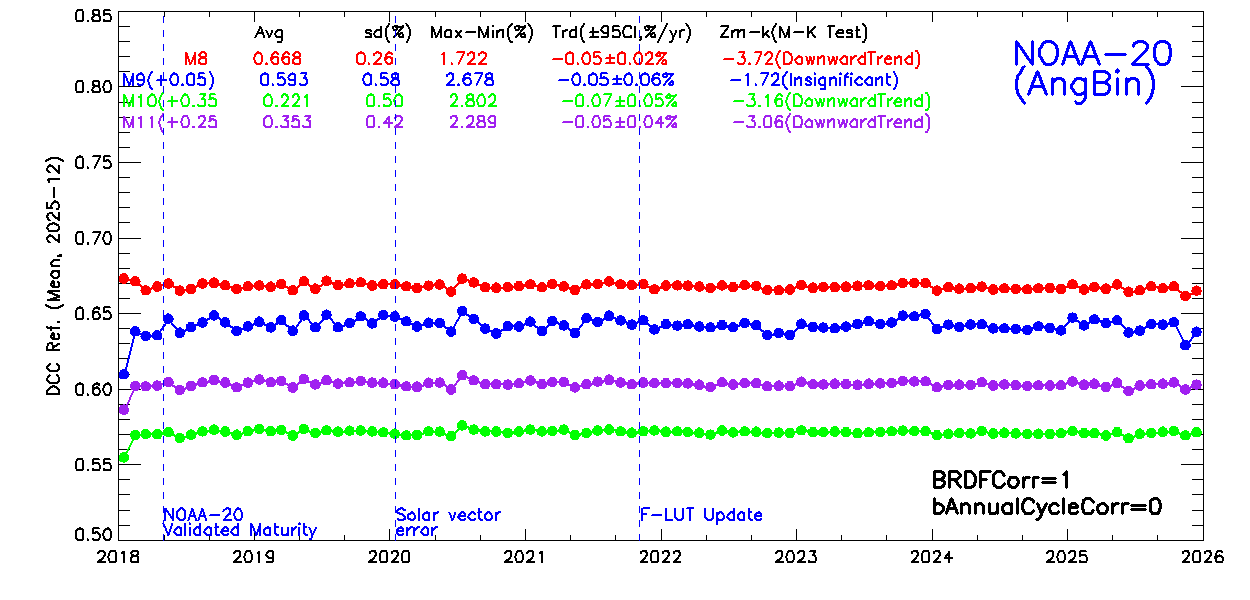 0.85
Avg sd(%) Max-Min(%) Trd(±95CI,%/yr) Zm-k(M-K Test)
M8 0.668 0.26 1.722 -0.05±0.02% -3.72(DownwardTrend)
NOAA-20
0.80 M9(+0.05) 0.593 0.58 2.678 -0.05±0.06% -1.72(Insignificant)
(AngBin)
M10(+0.35 0.221 0.50 2.802 -0.07±0.05% -3.16(DownwardTrend)
M11(+0.25 0.353 0.42 2.289 -0.05±0.04% -3.06(DownwardTrend)
0.75
0.70
0.65
0.60
0.55
0.50
DCC Ref. (Mean, 2025-12)
BRDFCorr=1
bAnnualCycleCorr=0
NOAA-20
Validated Maturity
Solar vector
error
F-LUT Update
2018 2019 2020 2021 2022 2023 2024 2025 2026